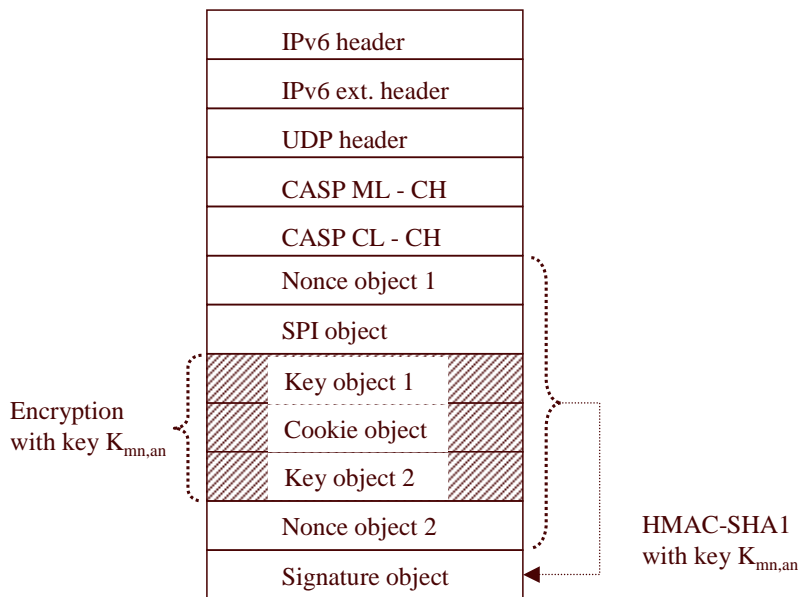 IPv6 header
IPv6 ext. header
UDP header
CASP ML - CH
CASP CL - CH
Nonce object 1
SPI object
Key object 1
Cookie object
Key object 2
Nonce object 2
Signature object
Encryption
with key Kmn,an
HMAC-SHA1
with key Kmn,an